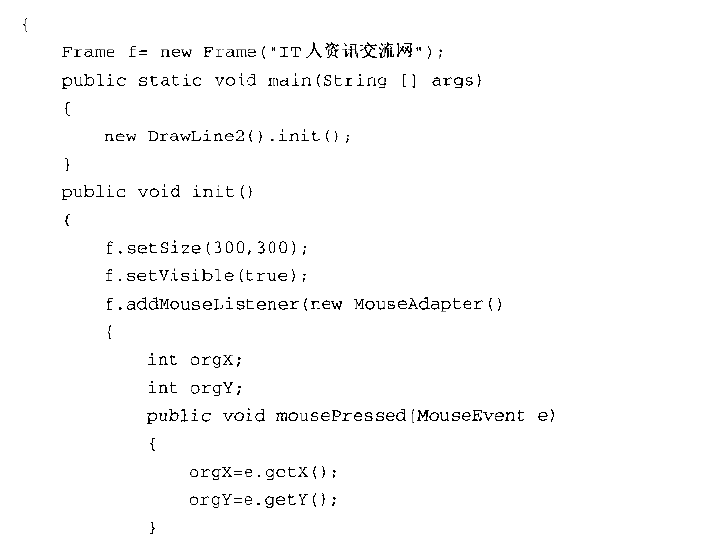 {
Frame f= new Frame("IT人资讯交流网");
public static void main(String [] args)
{
new DrawLine2().init();
}
public void init()
{
f.setSize(300,300);
f.setVisible(true);
f.addMouseListener(new MouseAdapter()
{
int orgX;
int orgY;
public void mousePressed(MouseEvent e)
{
orgX=e.getX();
orgY=e.getY();
}